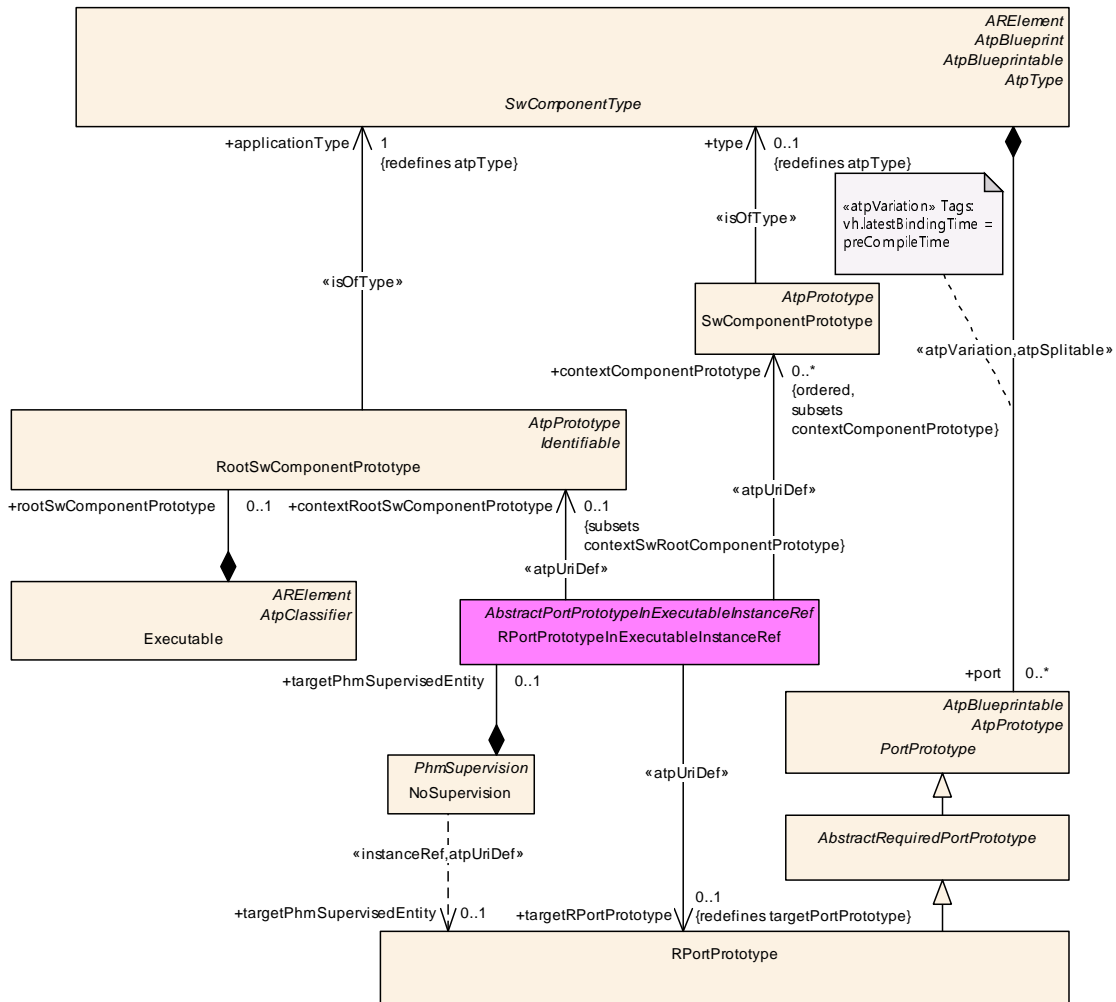 ARElement
AtpBlueprint
AtpBlueprintable
AtpType
SwComponentType
+applicationType
1
{redefines atpType}
+type
0..1
{redefines atpType}
«atpVariation» Tags:
vh.latestBindingTime =
preCompileTime
«isOfType»
«isOfType»
AtpPrototype
SwComponentPrototype
«atpVariation,atpSplitable»
+contextComponentPrototype
0..*
{ordered,
subsets
contextComponentPrototype}
AtpPrototype
Identifiable
RootSwComponentPrototype
«atpUriDef»
+rootSwComponentPrototype
0..1
+contextRootSwComponentPrototype
0..1
{subsets
contextSwRootComponentPrototype}
«atpUriDef»
ARElement
AtpClassifier
Executable
AbstractPortPrototypeInExecutableInstanceRef
RPortPrototypeInExecutableInstanceRef
+targetPhmSupervisedEntity
0..1
+port
0..*
AtpBlueprintable
AtpPrototype
PortPrototype
PhmSupervision
NoSupervision
«atpUriDef»
AbstractRequiredPortPrototype
«instanceRef,atpUriDef»
+targetPhmSupervisedEntity
0..1
+targetRPortPrototype
0..1
{redefines targetPortPrototype}
RPortPrototype